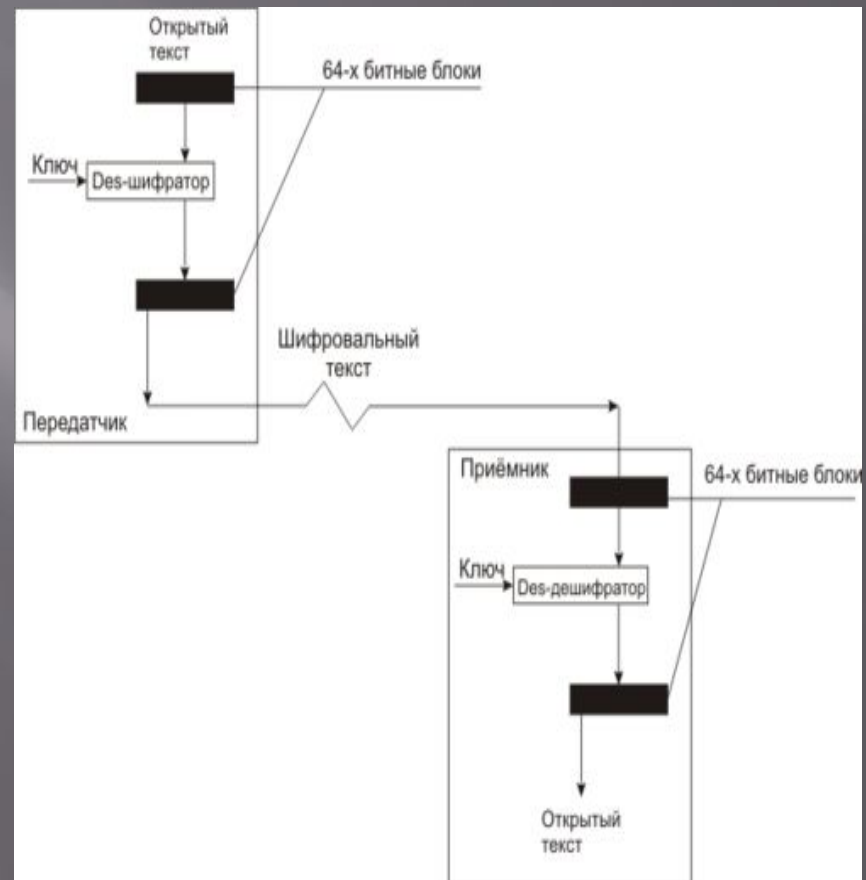 Открытый
текст
64-х битные блоки
Ключ
Des-шифратор
Шифровальный
текст
Передатчик
Приёмник
64-х битные блоки
Ключ
Des-дешифратор
Открытый
текст